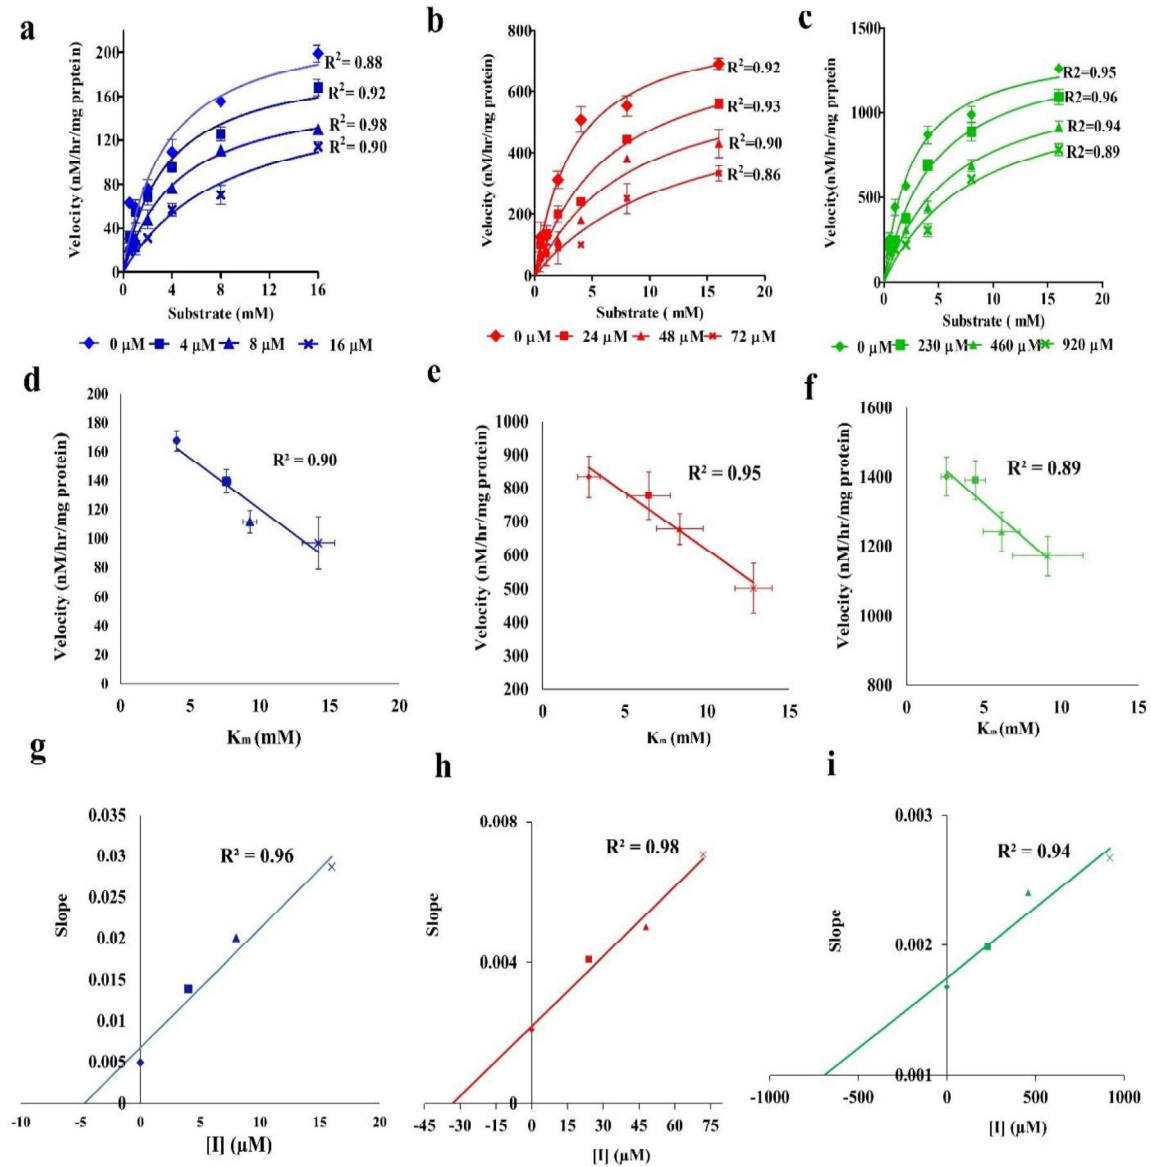 a
Velocity (nM/hr/mg prptein)
200
160
120
80
40
0
0 4 8 12 16
Substrate (mM)
R²= 0.88
R²= 0.92
R²= 0.98
R²= 0.90
0 µM 4 µM 8 µM 16 µM
b
Velocity(nM/hr/mg prrotein)
800
600
400
200
0
0 5 10 15 20
Substrate ( mM)
R²=0.92
R²=0.93
R²=0.90
R²=0.86
0 µM 24 µM 48 µM 72 µM
c
Velocity(nM/hr/mg protein)
1500
1000
500
0
0 5 10 15 20
Substrate ( mM)
R2=0.95
R2=0.96
R2=0.94
R2=0.89
0 µM 230 µM 460 µM 920 µM
d
Velocity (nM/hr/mg protein)
200
180
160
140
120
100
80
60
40
20
0
0 5 10 15 20
Km (mM)
R² = 0.90
e
Velocity (nM/hr/mg protein)
1000
900
800
700
600
500
400
300
200
0 5 10 15
Km (mM)
R² = 0.95
f
Velocity (nM/hr/mg protein)
1600
1400
1200
1000
800
0 5 10 15
Km (mM)
R² = 0.89
g
Slope
0.035
0.03
0.02
0.015
0.01
0.005
0
-10 -5 0 5 10 15 20
[I] (µM)
R² = 0.96
h
Slope
0.008
0.004
0
-45 -30 -15 0 15 30 45 60 75
[I] (µM)
R² = 0.98
i
Slope
0.003
0.002
0.001
-1000 -500 0 500 1000
[I] (µM)
R² = 0.94